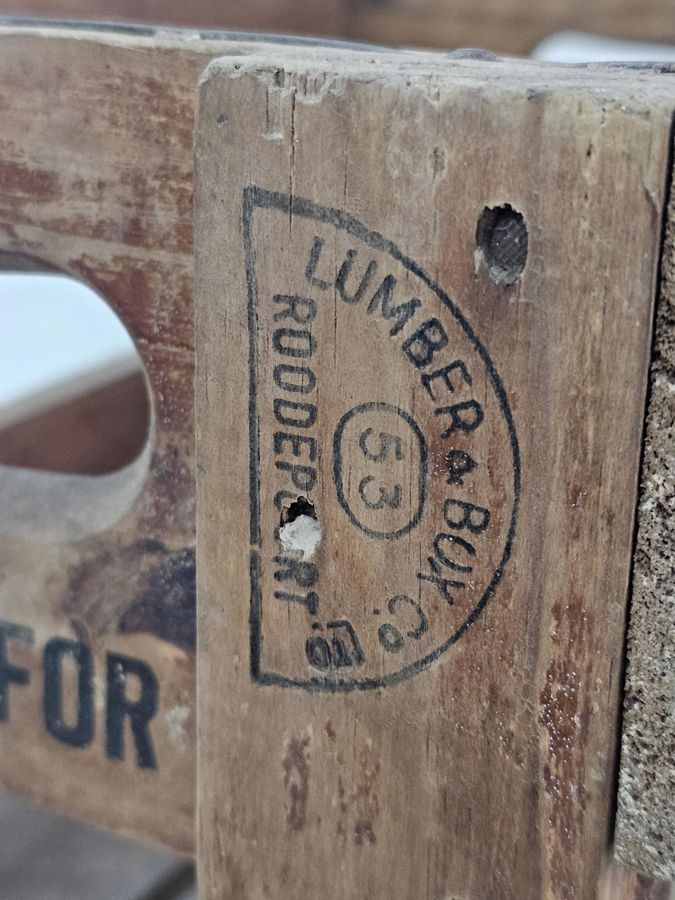 LUMBER & BOX Co.
53
ROODEPOORT.
FOR